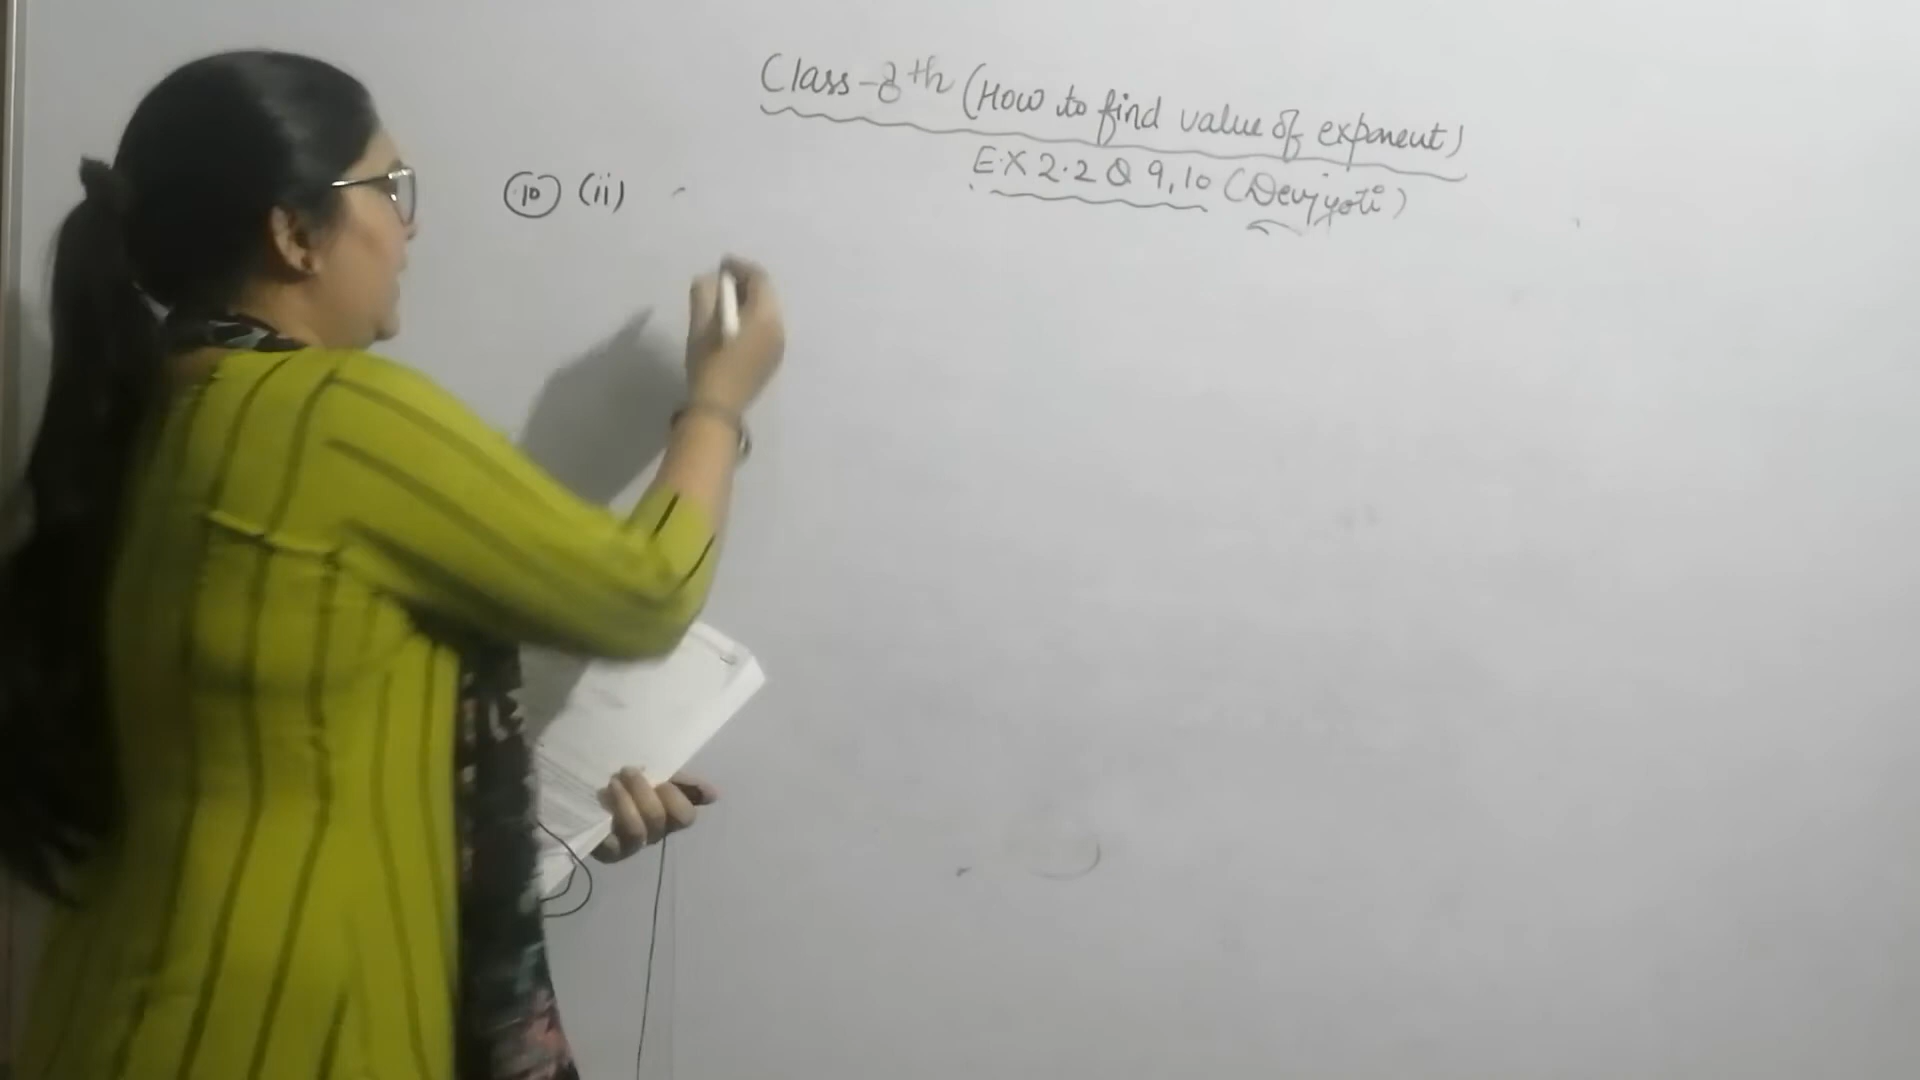 Class-8th (How to find value of exponent)
EX 2.2 Q 9,10 (Devjyoti)
10 (ii)